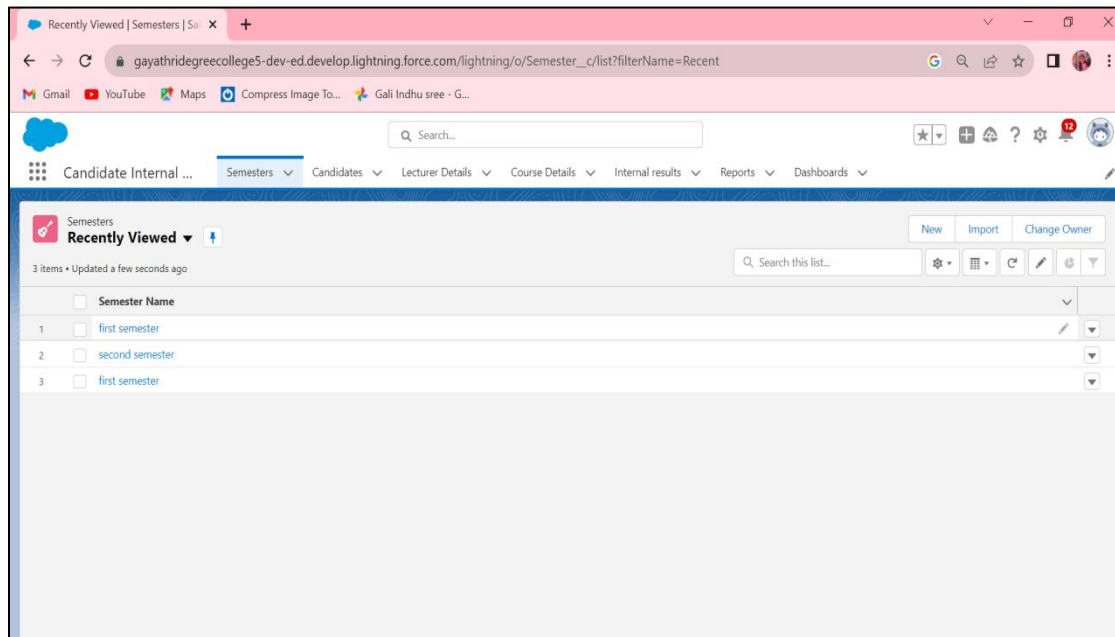 Recently Viewed | Semesters | Sal
gayathridegreecollege5-dev-ed.develop.lightning.force.com/lightning/o/Semester__c/list?filterName=Recent
Gmail YouTube Maps Compress Image To... Gali Indhu sree - G...
Search...
12
Candidate Internal ... Semesters Candidates Lecturer Details Course Details Internal results Reports Dashboards
Semesters
Recently Viewed
New Import Change Owner
3 items • Updated a few seconds ago
Search this list...
Semester Name
1 first semester
2 second semester
3 first semester